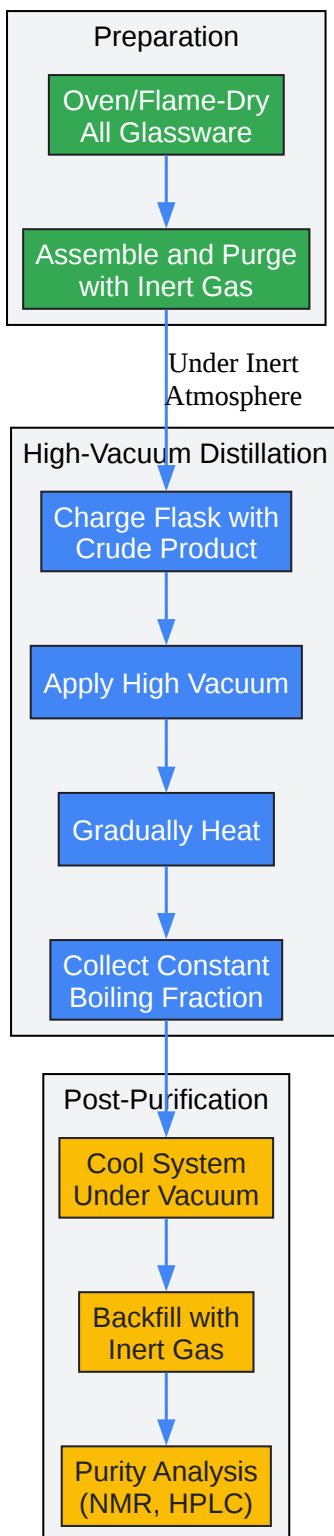 Preparation
Oven/Flame-Dry
All Glassware
Assemble and Purge
with Inert Gas
Under Inert
Atmosphere
High-Vacuum Distillation
Charge Flask with
Crude Product
Apply High Vacuum
Gradually Heat
Collect Constant
Boiling Fraction
Post-Purification
Cool System
Under Vacuum
Backfill with
Inert Gas
Purity Analysis
(NMR, HPLC)